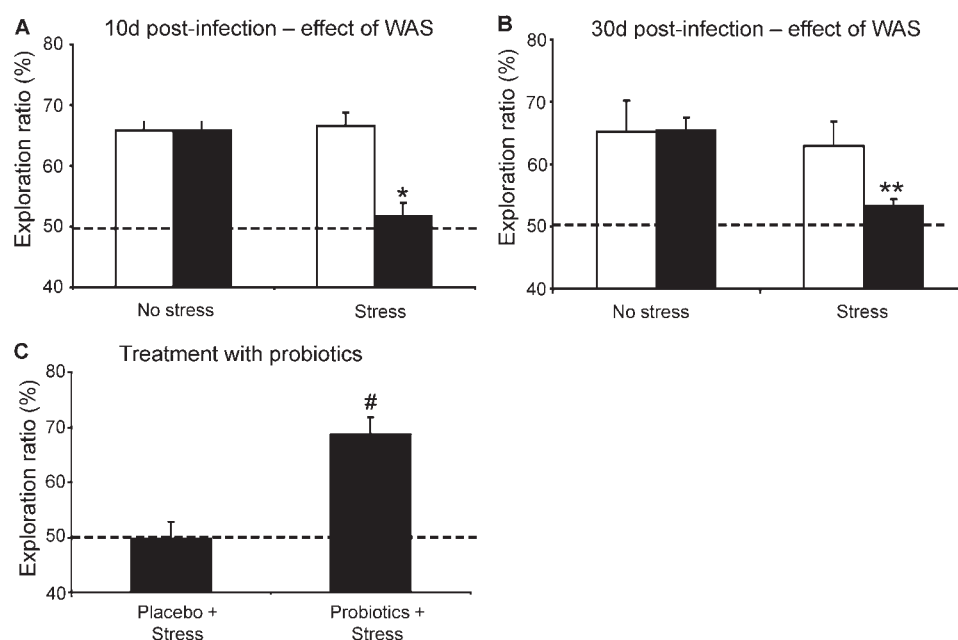 A
10d post-infection – effect of WAS
Exploration ratio (%)
80
70
60
50
40
*
No stress
Stress
B
30d post-infection – effect of WAS
Exploration ratio (%)
80
70
60
50
40
**
No stress
Stress
C
Treatment with probiotics
Exploration ratio (%)
80
70
60
50
40
#
Placebo +
Stress
Probiotics +
Stress